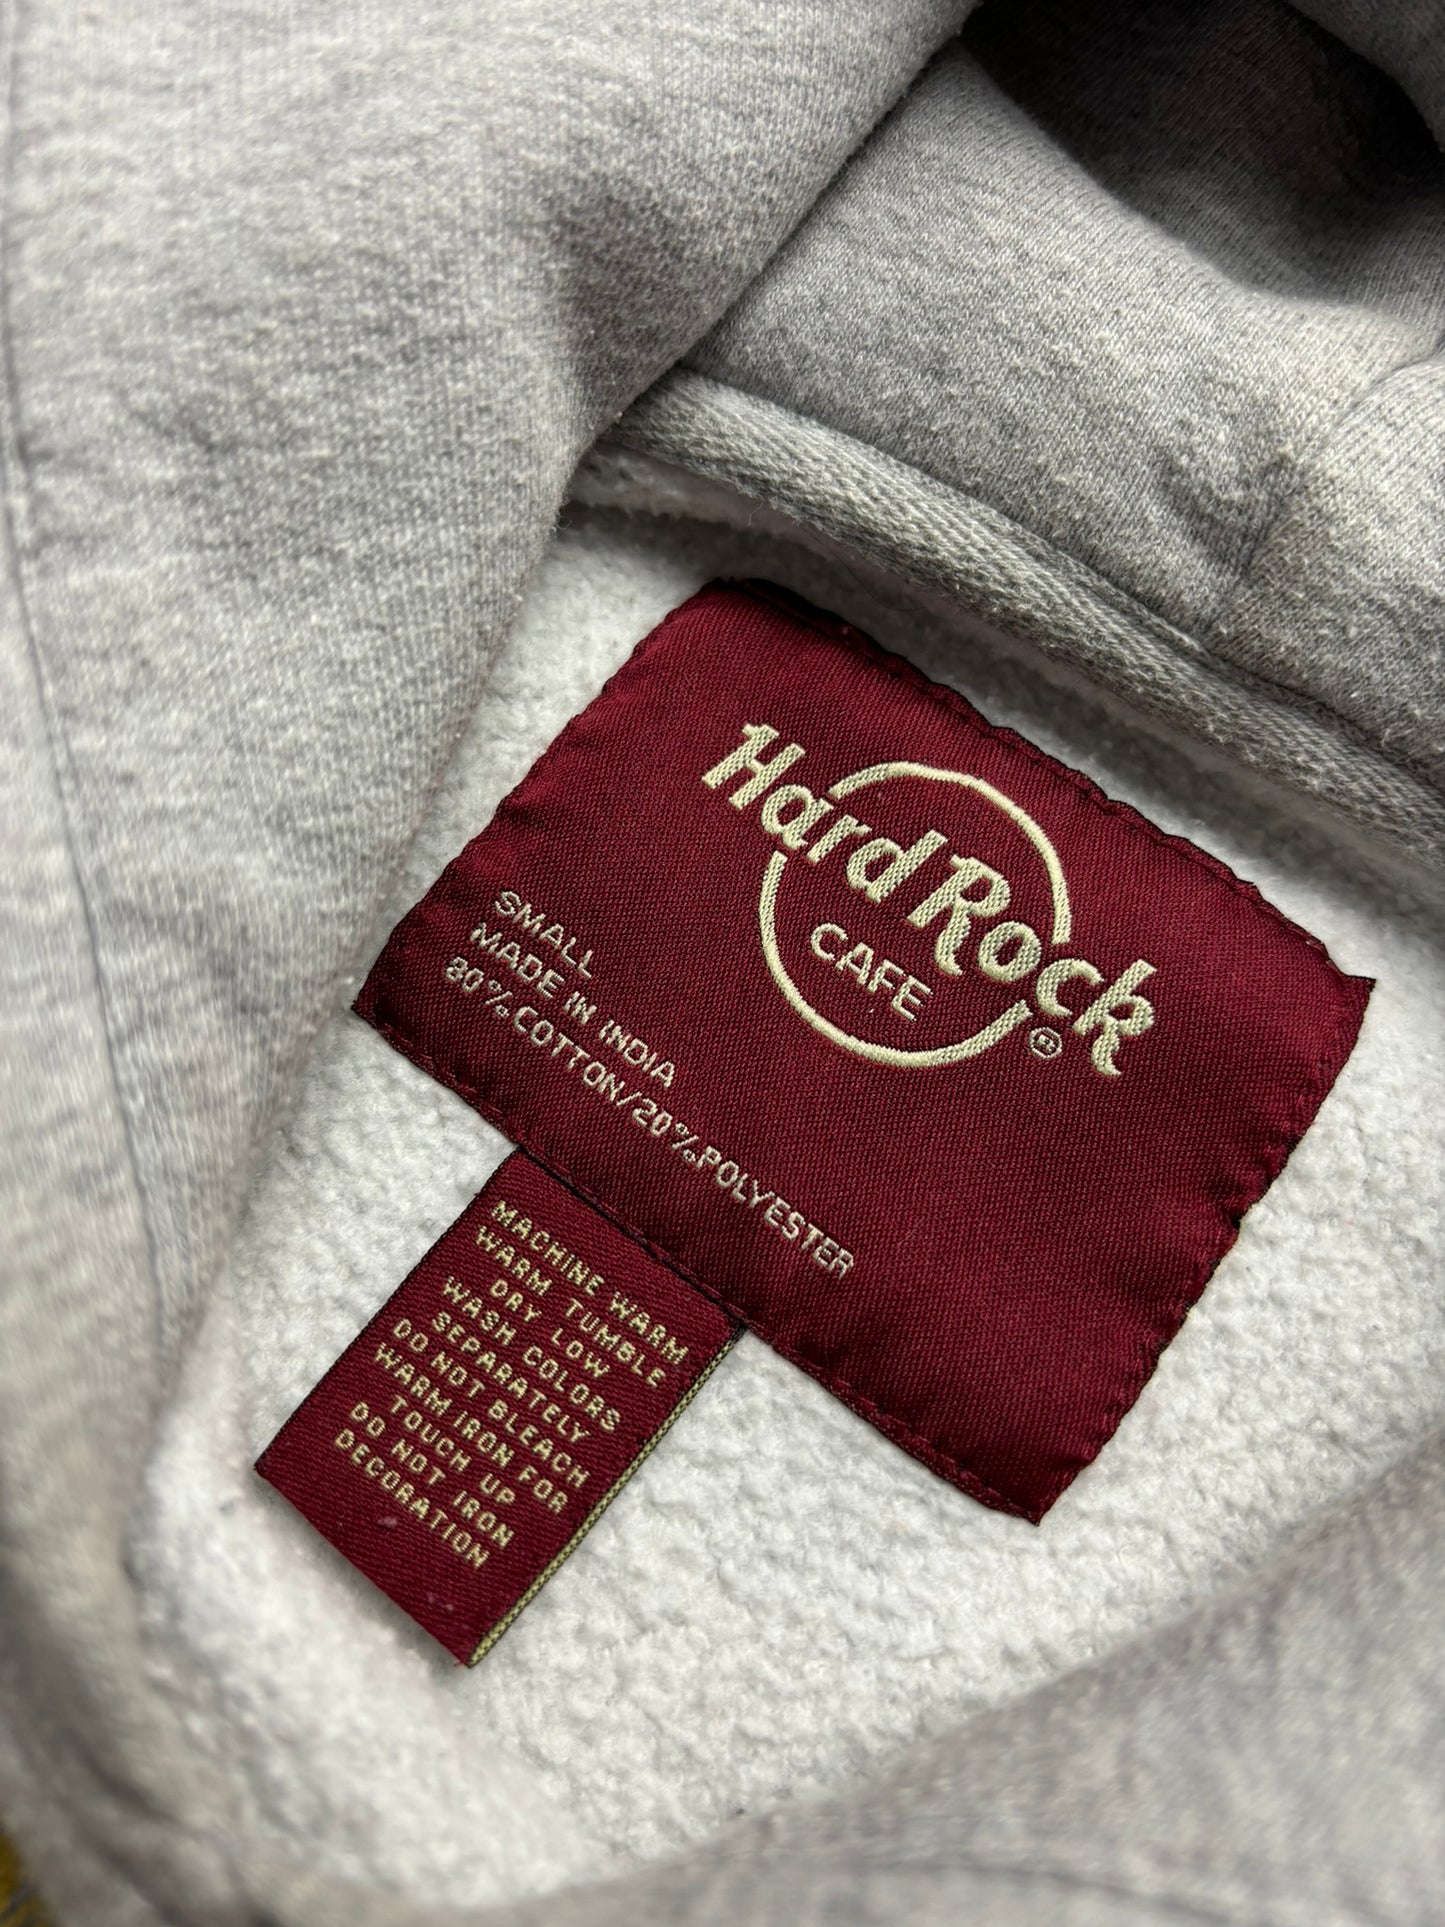 Hard Rock
CAFE
®
SMALL
MADE IN INDIA
80%COTTON/20%POLYESTER
MACHINE WARM
WARM TUMBLE
DRY LOW
WASH COLORS
SEPARATELY
DO NOT BLEACH
WARM IRON FOR
TOUCH UP
DO NOT IRON
DECORATION